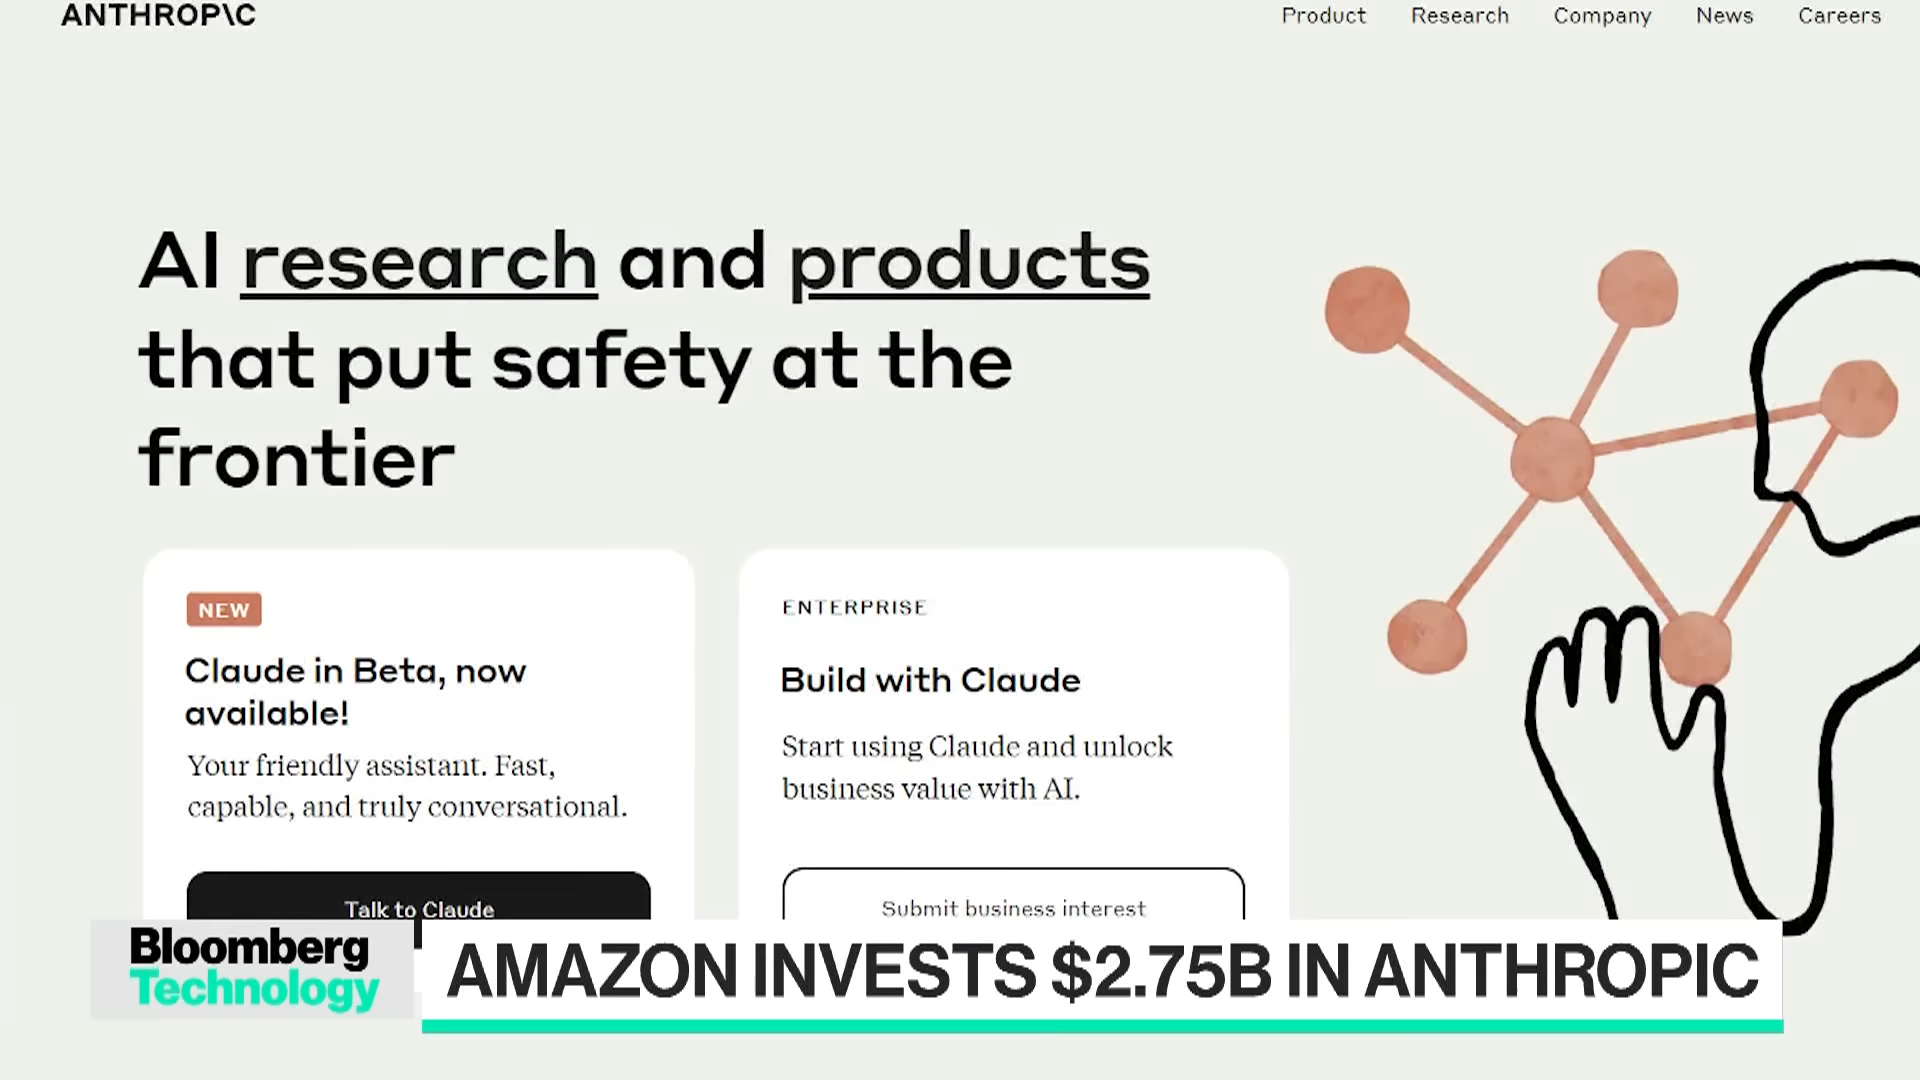 ANTHROP\C
Product Research Company News Careers
AI research and products
that put safety at the
frontier
NEW
Claude in Beta, now
available!
Your friendly assistant. Fast,
capable, and truly conversational.
Talk to Claude
ENTERPRISE
Build with Claude
Start using Claude and unlock
business value with AI.
Submit business interest
Bloomberg
Technology
AMAZON INVESTS $2.75B IN ANTHROPIC